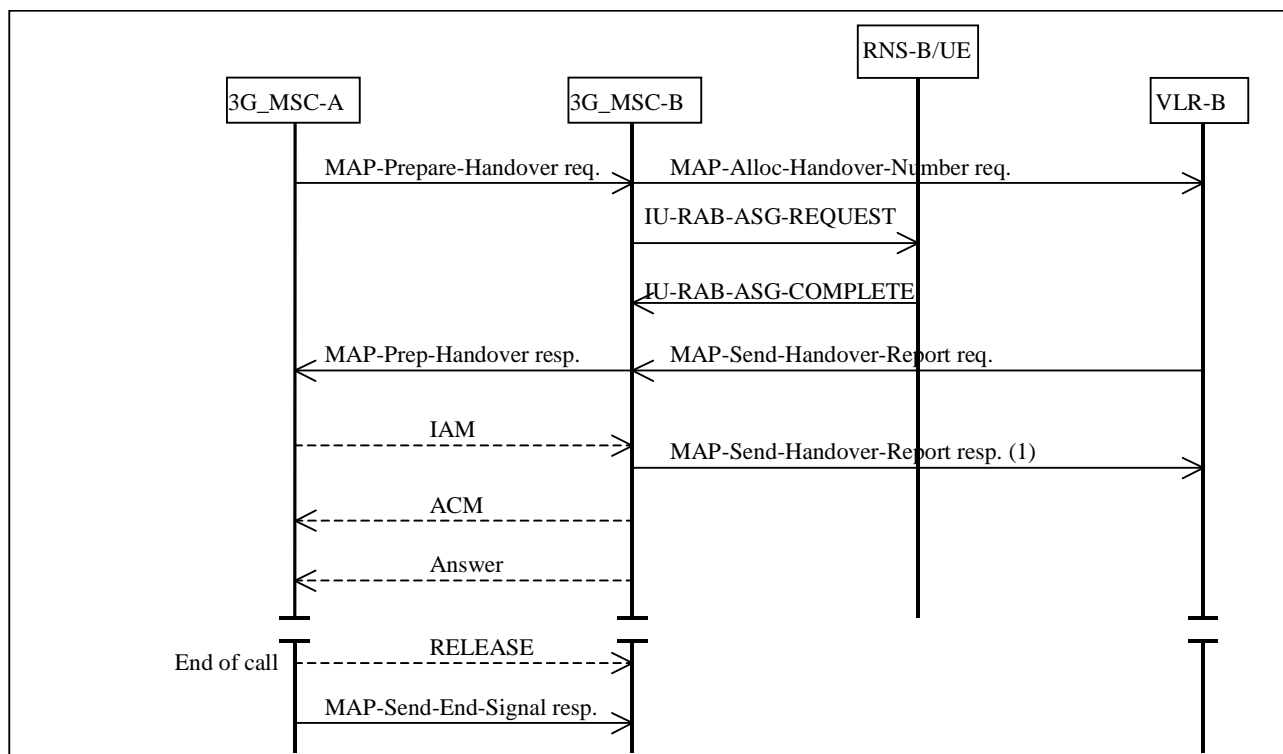 RNS-B/UE
3G_MSC-A
3G_MSC-B
VLR-B
MAP-Prepare-Handover req.
MAP-Alloc-Handover-Number req.
IU-RAB-ASG-REQUEST
IU-RAB-ASG-COMPLETE
MAP-Prep-Handover resp.
MAP-Send-Handover-Report req.
IAM
MAP-Send-Handover-Report resp. (1)
ACM
Answer
RELEASE
End of call
MAP-Send-End-Signal resp.